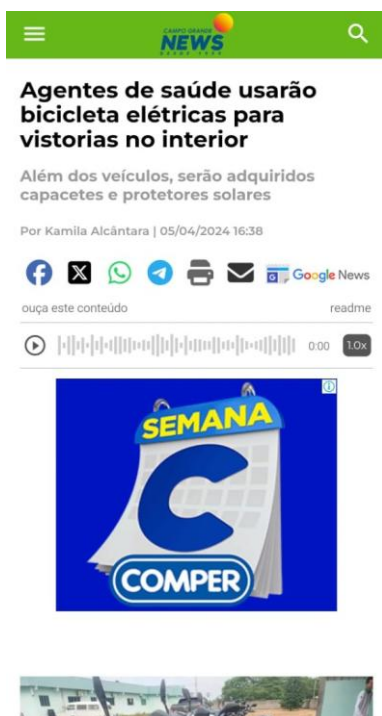 CAMPO GRANDE
NEWS
Agentes de saúde usarão
bicicleta elétricas para
vistorias no interior
Além dos veículos, serão adquiridos
capacetes e protetores solares
Por Kamila Alcântara | 05/04/2024 16:38
Google News
ouça este conteúdo
readme
0:00
1.0x
SEMANA
C
COMPER